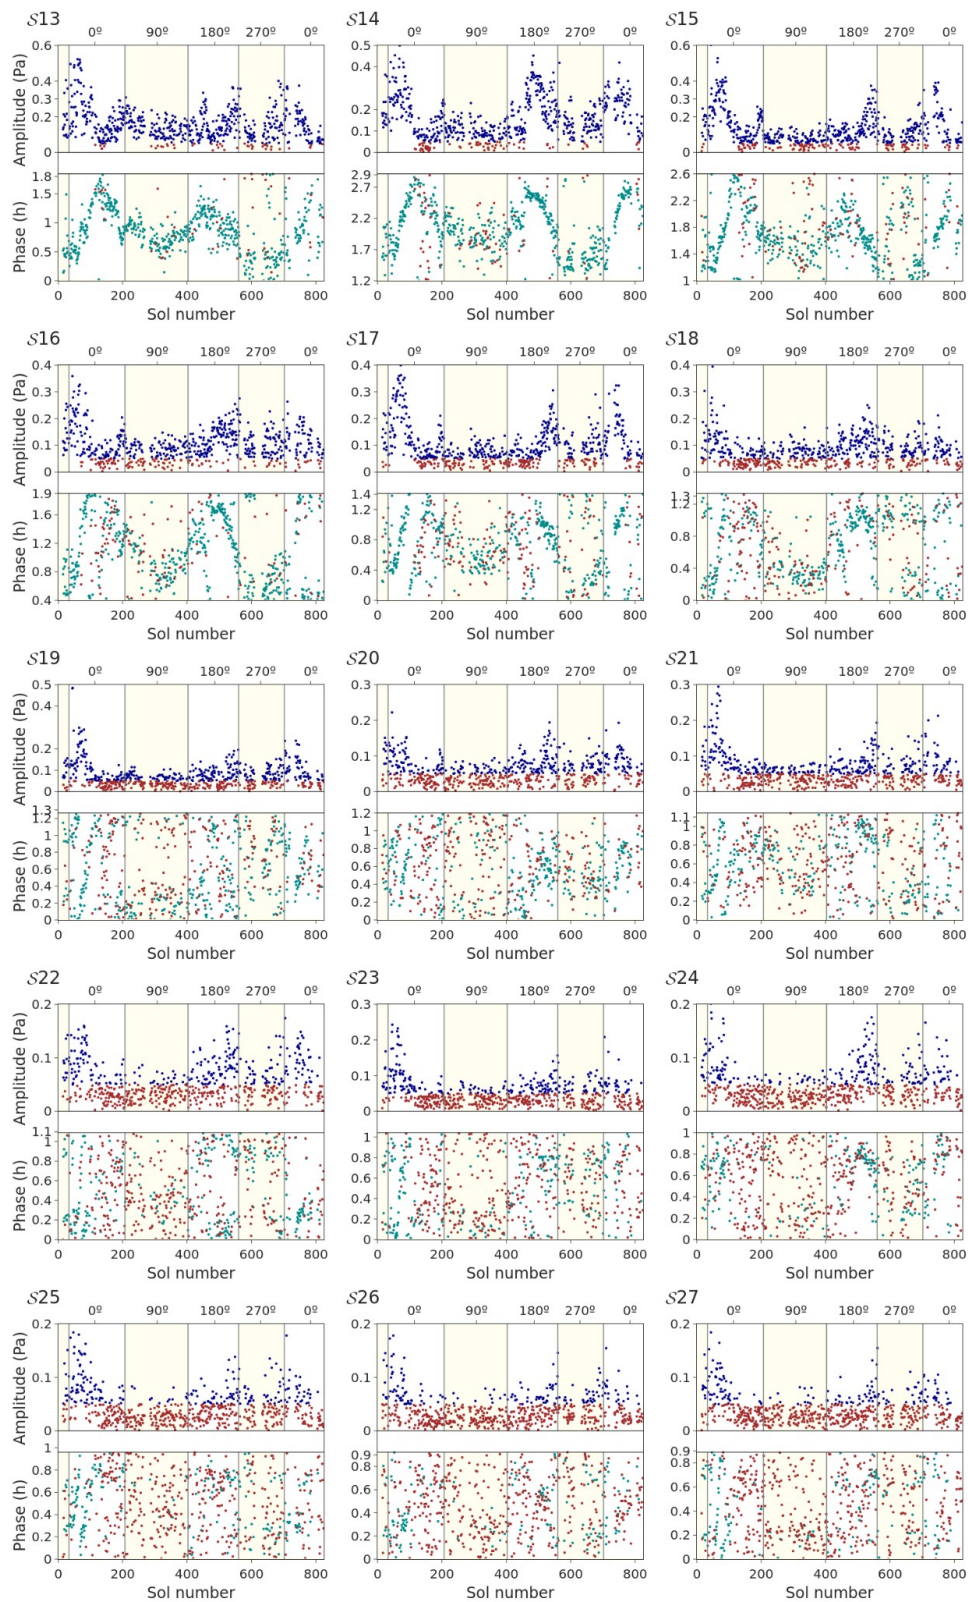 𝒮13 𝒮14 𝒮15
0º 90º 180º 270º 0º 0º 90º 180º 270º 0º 0º 90º 180º 270º 0º
Amplitude (Pa)
0.6 0.4 0.3 0.2 0
0.5 0.4 0.2 0.1 0
0.6 0.4 0.2 0
Phase (h)
1.8 1.5 1 0.5 0
2.9 2.7 2.2 1.7 1.2
2.6 2.2 1.8 1.4 1
0 200 400 600 800 0 200 400 600 800 0 200 400 600 800
Sol number Sol number Sol number
𝒮16 𝒮17 𝒮18
0º 90º 180º 270º 0º 0º 90º 180º 270º 0º 0º 90º 180º 270º 0º
Amplitude (Pa)
0.4 0.3 0.2 0.1 0
0.4 0.3 0.2 0.1 0
0.4 0.3 0.2 0.1 0
Phase (h)
1.9 1.6 1.2 0.8 0.4
1.4 1.2 0.8 0.4 0
1.3 1.2 0.8 0.4 0
0 200 400 600 800 0 200 400 600 800 0 200 400 600 800
Sol number Sol number Sol number
𝒮19 𝒮20 𝒮21
0º 90º 180º 270º 0º 0º 90º 180º 270º 0º 0º 90º 180º 270º 0º
Amplitude (Pa)
0.5 0.4 0.2 0.1 0
0.3 0.2 0.1 0
0.3 0.2 0.1 0
Phase (h)
1.3 1.2 1 0.8 0.6 0.4 0.2 0
1.2 1 0.8 0.6 0.4 0.2 0
1.1 1 0.8 0.6 0.4 0.2 0
0 200 400 600 800 0 200 400 600 800 0 200 400 600 800
Sol number Sol number Sol number
𝒮22 𝒮23 𝒮24
0º 90º 180º 270º 0º 0º 90º 180º 270º 0º 0º 90º 180º 270º 0º
Amplitude (Pa)
0.2 0.1 0
0.3 0.2 0.1 0
0.2 0.1 0
Phase (h)
1.1 1 0.8 0.6 0.4 0.2 0
1 0.8 0.6 0.4 0.2 0
1 0.8 0.6 0.4 0.2 0
0 200 400 600 800 0 200 400 600 800 0 200 400 600 800
Sol number Sol number Sol number
𝒮25 𝒮26 𝒮27
0º 90º 180º 270º 0º 0º 90º 180º 270º 0º 0º 90º 180º 270º 0º
Amplitude (Pa)
0.2 0.1 0
0.2 0.1 0
0.2 0.1 0
Phase (h)
1 0.8 0.6 0.4 0.2 0
0.9 0.8 0.6 0.4 0.2 0
0.9 0.8 0.6 0.4 0.2 0
0 200 400 600 800 0 200 400 600 800 0 200 400 600 800
Sol number Sol number Sol number